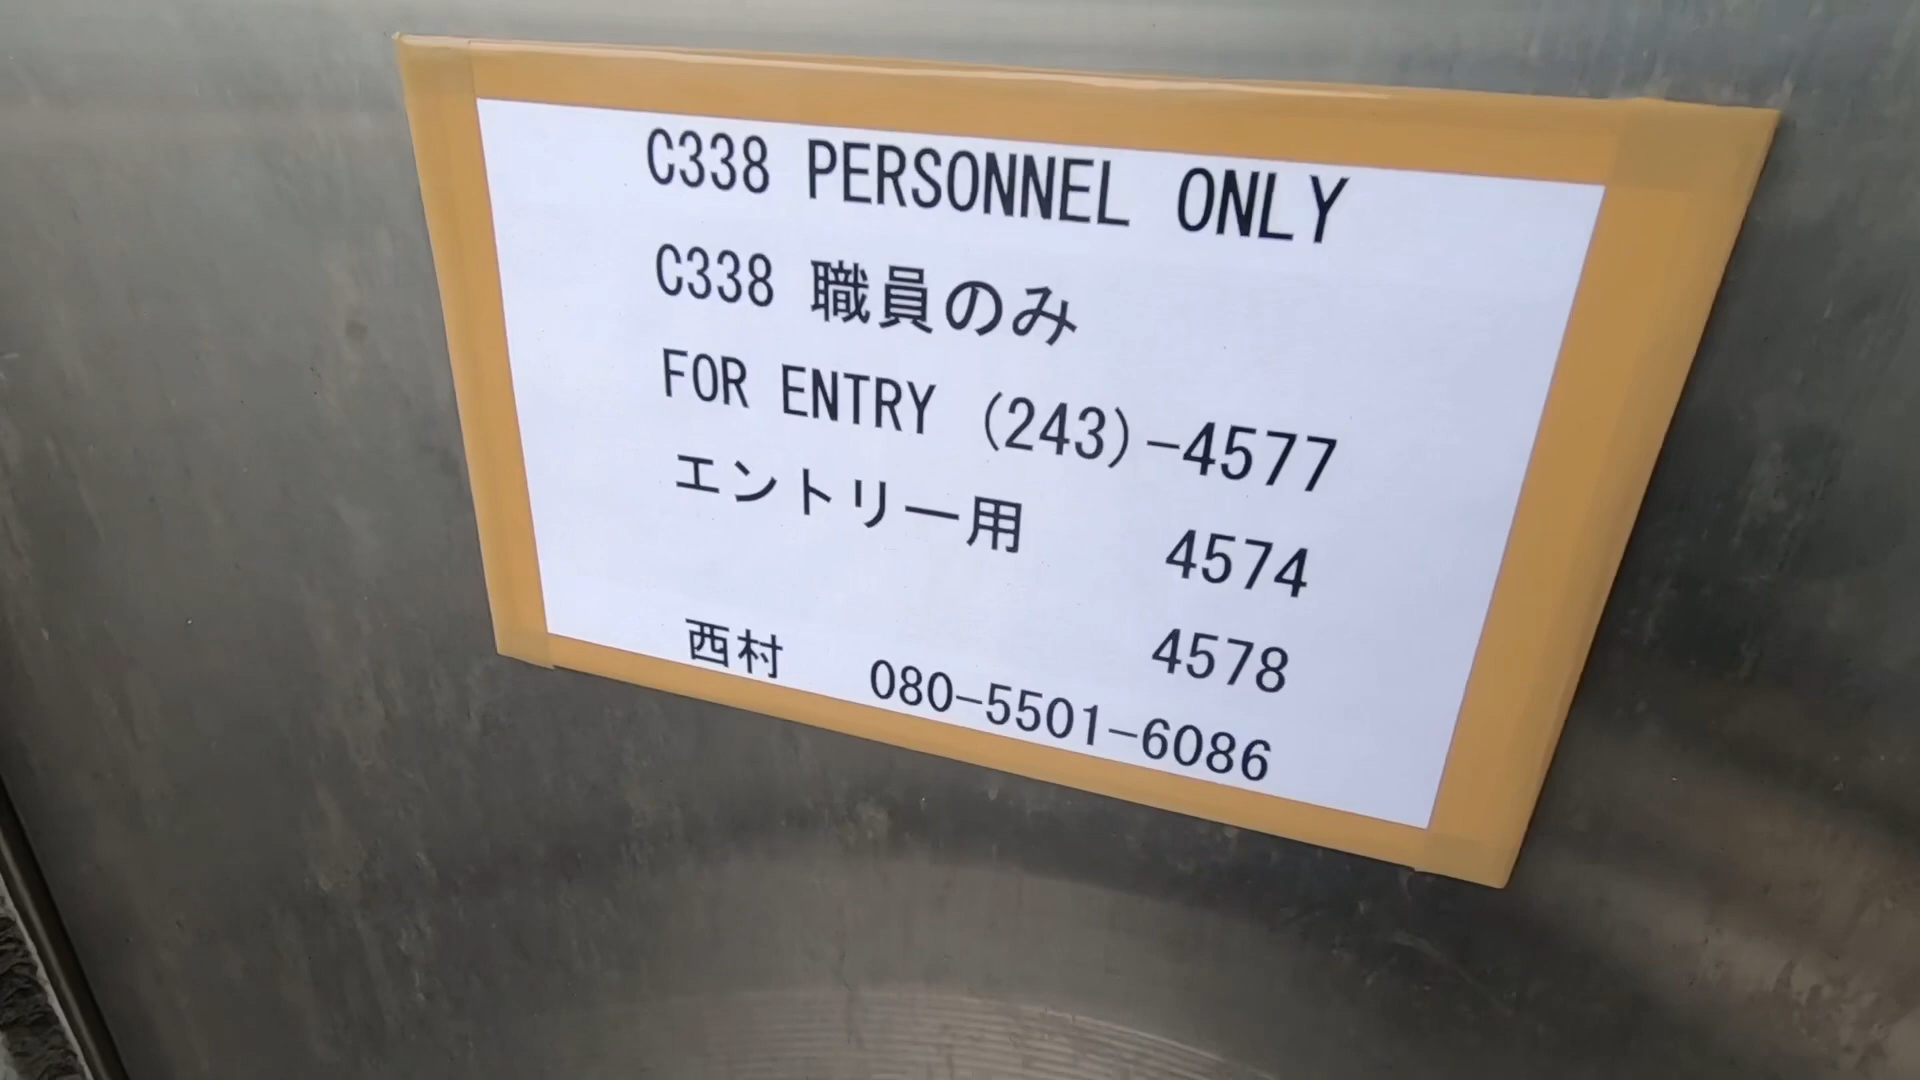 C338 PERSONNEL ONLY
C338 職員のみ
FOR ENTRY (243)-4577
エントリー用 4574
4578
西村 080-5501-6086